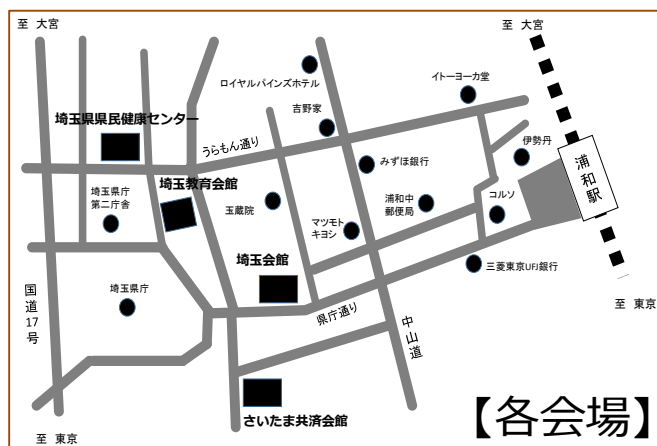 至 大宮
至 大宮
ロイヤルパインズホテル
イトーヨーカ堂
吉野家
埼玉県県民健康センター
うらもん通り
伊勢丹
みずほ銀行
浦和駅
埼玉教育会館
埼玉県庁
第二庁舎
玉蔵院
浦和中
郵便局
コルソ
マツモト
キヨシ
埼玉会館
三菱東京UFJ銀行
国道17号
埼玉県庁
県庁通り
中山道
至 東京
さいたま共済会館
【各会場】
至 東京